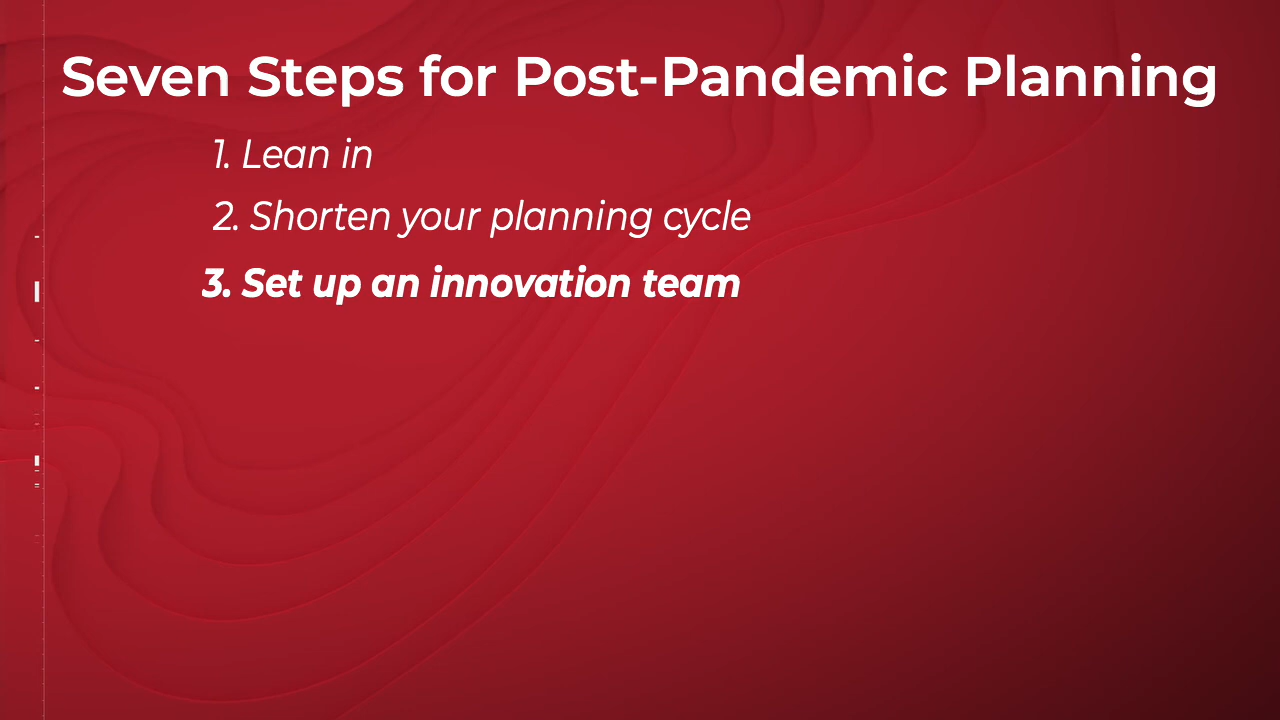 Seven Steps for Post-Pandemic Planning
1. Lean in
2. Shorten your planning cycle
3. Set up an innovation team